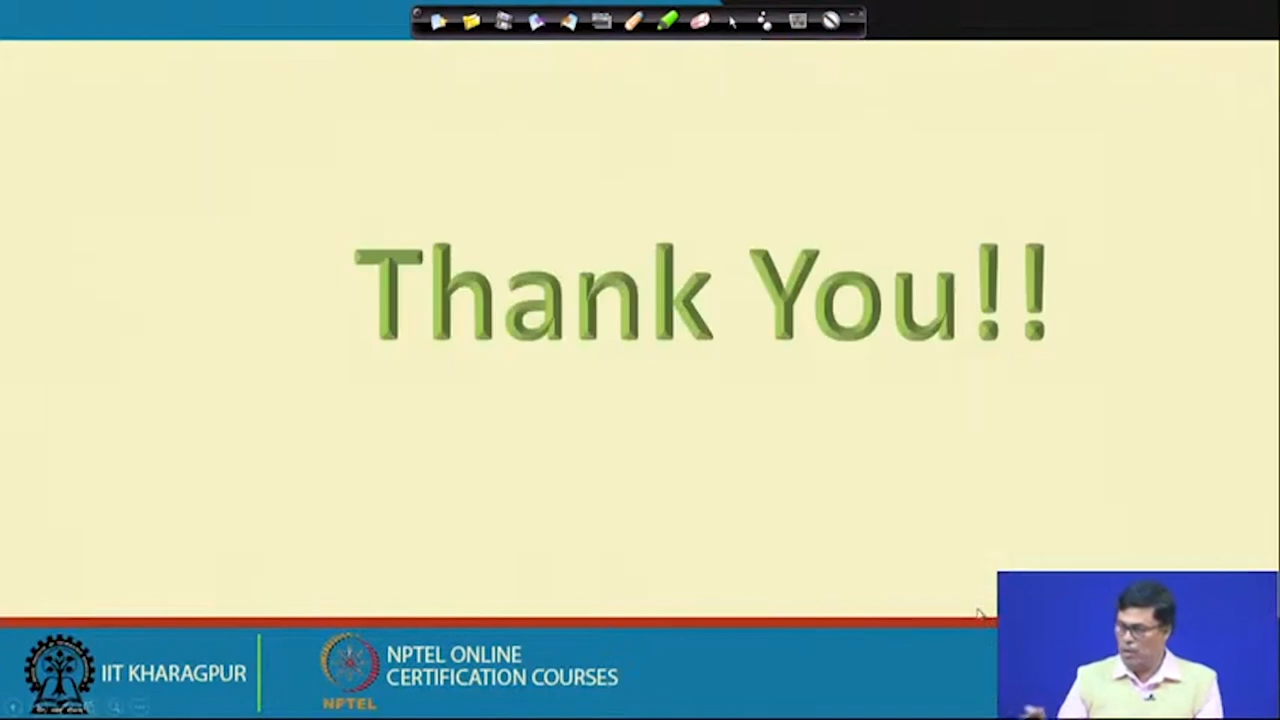 Thank You!!
IIT KHARAGPUR
NPTEL
NPTEL ONLINE
CERTIFICATION COURSES